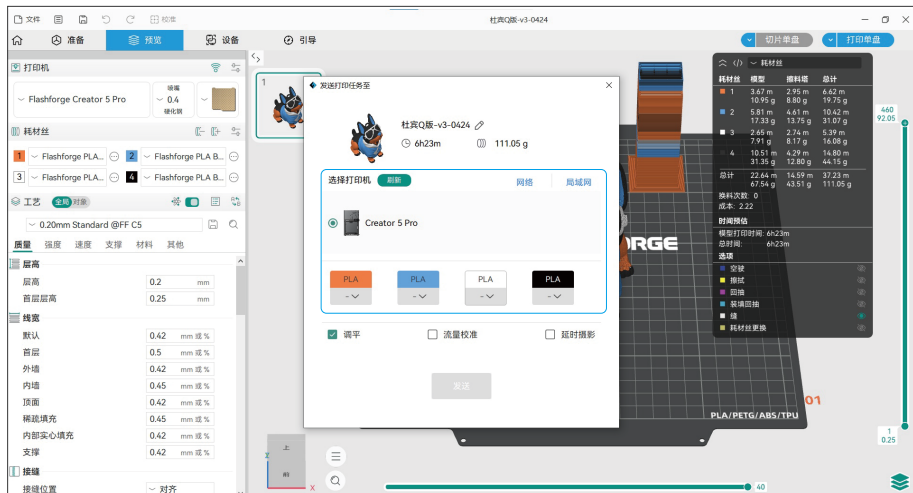 文件 校准 杜宾Q版-v3-0424
准备 预览 设备 引导 切片单盘 打印单盘
打印机
Flashforge Creator 5 Pro
喷嘴
0.4
硬化钢
耗材丝
1 Flashforge PLA... 2 Flashforge PLA B...
3 Flashforge PLA... 4 Flashforge PLA B...
工艺 全局 对象
0.20mm Standard @FF C5
质量 强度 速度 支撑 材料 其他
层高
层高 0.2 mm
首层层高 0.25 mm
线宽
默认 0.42 mm 或 %
首层 0.5 mm 或 %
外墙 0.42 mm 或 %
内墙 0.45 mm 或 %
顶面 0.42 mm 或 %
稀疏填充 0.45 mm 或 %
内部实心填充 0.42 mm 或 %
支撑 0.42 mm 或 %
接缝
接缝位置 对齐
1
发送打印任务至
杜宾Q版-v3-0424
6h23m 111.05 g
选择打印机 刷新 网络 局域网
Creator 5 Pro
PLA PLA PLA PLA
- - - -
调平 流量校准 延时摄影
发送
耗材丝
耗材丝 模型 擦料塔 总计
1 3.67 m 2.95 m 6.62 m
10.95 g 8.80 g 19.75 g
2 5.81 m 4.61 m 10.42 m
17.33 g 13.75 g 31.07 g
3 2.65 m 2.74 m 5.39 m
7.91 g 8.17 g 16.08 g
4 10.51 m 4.29 m 14.80 m
31.35 g 12.80 g 44.15 g
总计 22.64 m 14.59 m 37.23 m
67.54 g 43.51 g 111.05 g
换料次数: 0
成本: 2.22
时间预估
模型打印时间: 6h23m
总时间: 6h23m
选项
空驶
擦拭
回抽
装填回抽
缝
耗材丝更换
460
92.05
RGE
01
PLA/PETG/ABS/TPU
1
0.25
上
前
Z
X
40